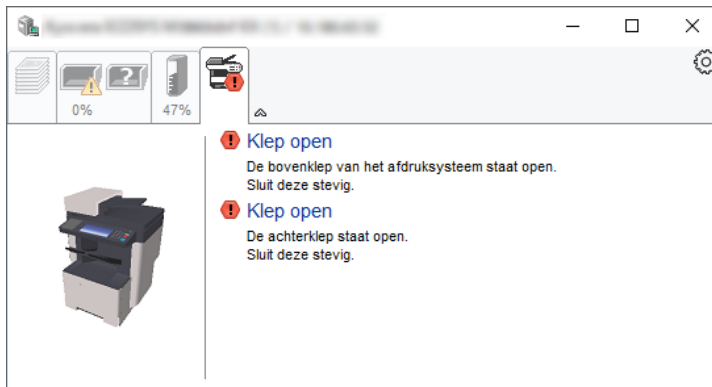 0%
47%
Klep open
De bovenklep van het afdruksysteem staat open.
Sluit deze stevig.
Klep open
De achterklep staat open.
Sluit deze stevig.